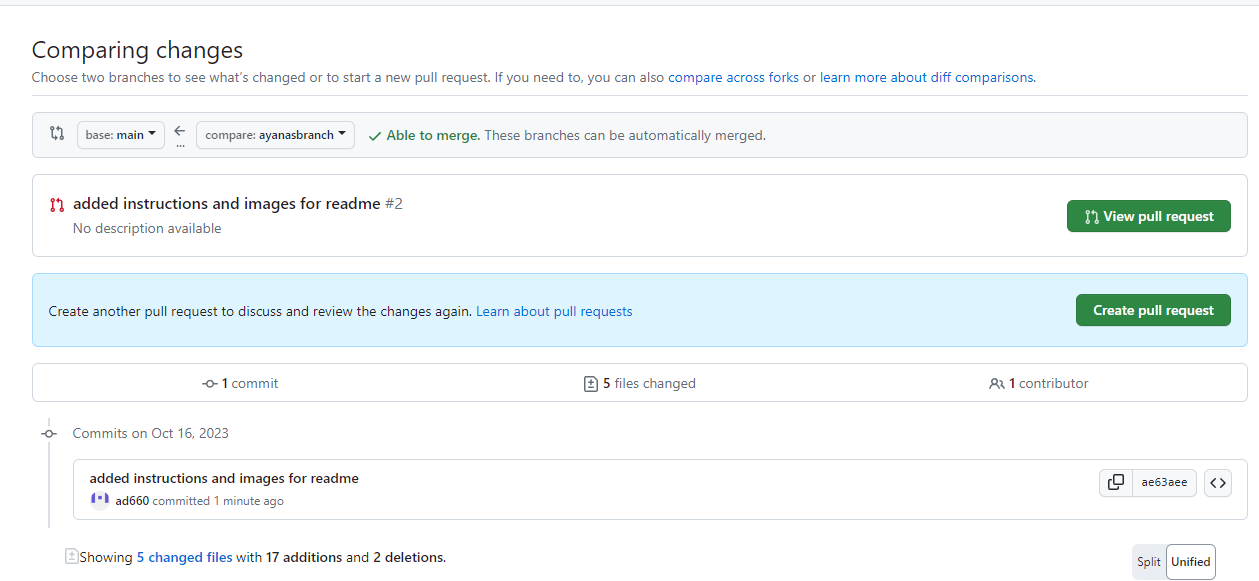 Comparing changes
Choose two branches to see what's changed or to start a new pull request. If you need to, you can also compare across forks or learn more about diff comparisons.
base: main ... compare: ayanasbranch Able to merge. These branches can be automatically merged.
added instructions and images for readme #2
No description available
View pull request
Create another pull request to discuss and review the changes again. Learn about pull requests
Create pull request
1 commit 5 files changed 1 contributor
Commits on Oct 16, 2023
added instructions and images for readme
ad660 committed 1 minute ago
ae63aee
Showing 5 changed files with 17 additions and 2 deletions.
Split Unified